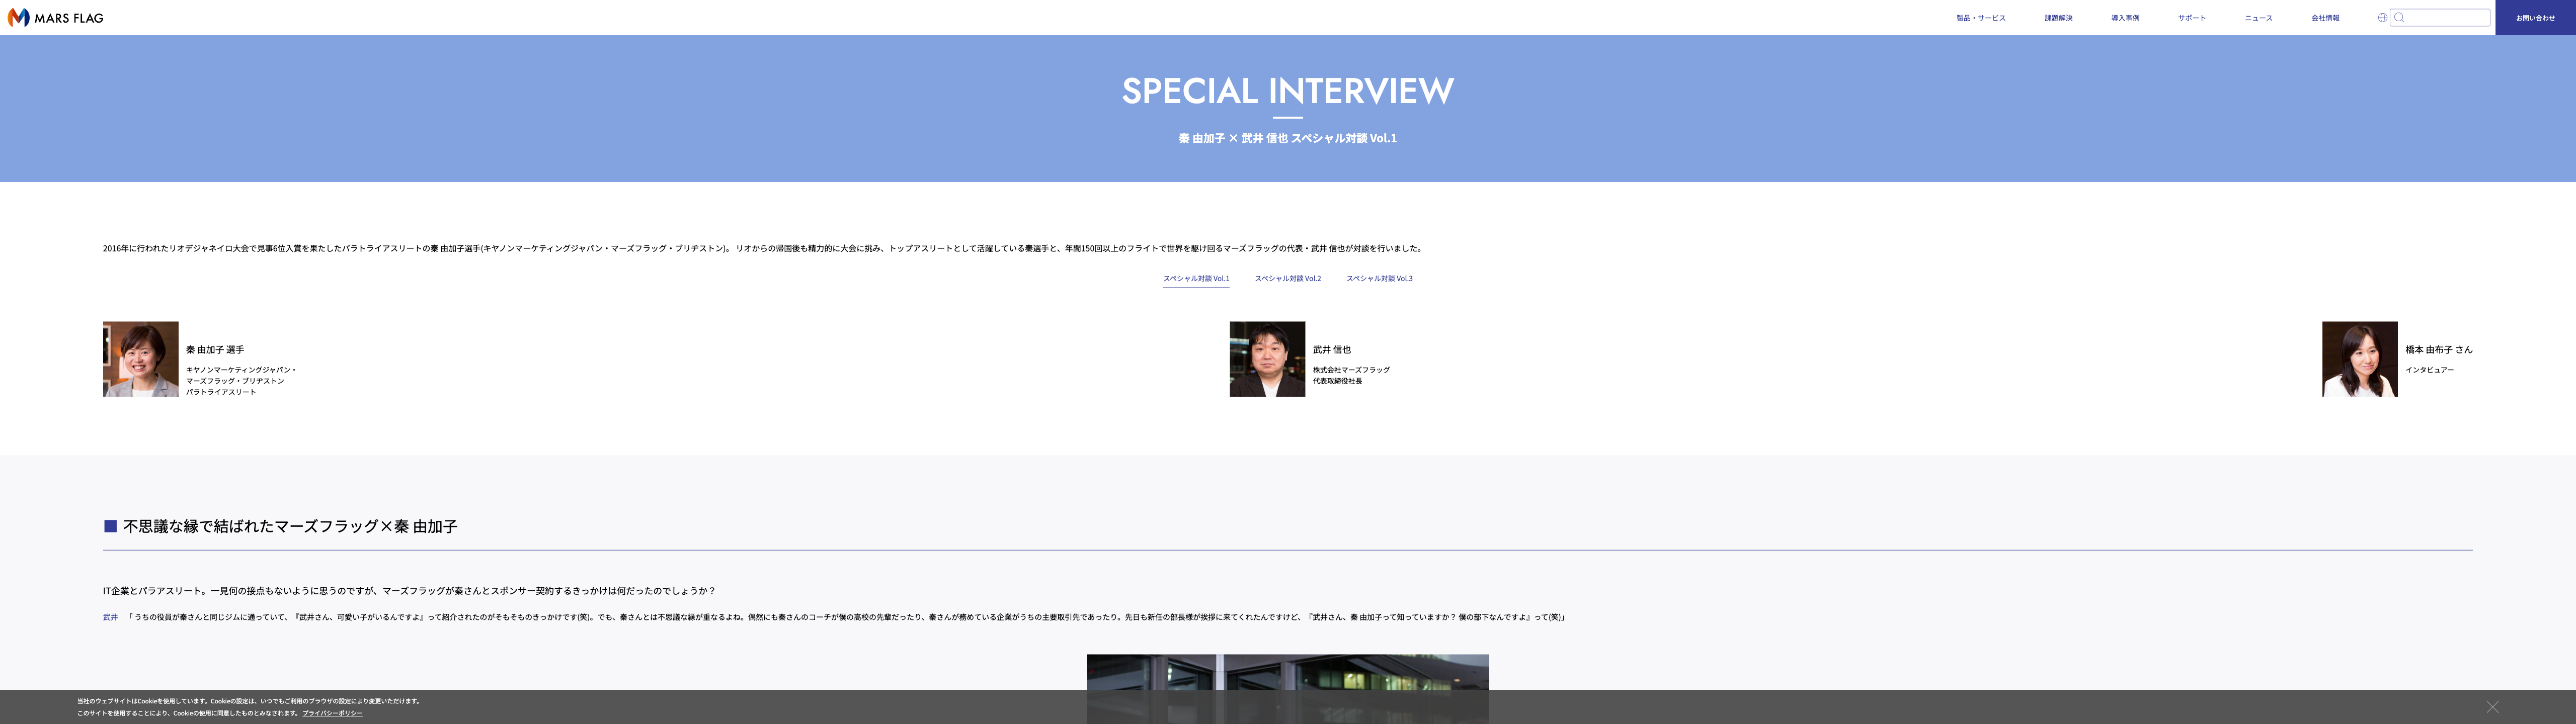 MARS FLAG
製品・サービス
課題解決
導入事例
サポート
ニュース
会社情報
お問い合わせ
SPECIAL INTERVIEW
秦 由加子 × 武井 信也 スペシャル対談 Vol.1
2016年に行われたリオデジャネイロ大会で見事6位入賞を果たしたパラトライアスリートの秦 由加子選手(キヤノンマーケティングジャパン・マーズフラッグ・ブリヂストン)。 リオからの帰国後も精力的に大会に挑み、トップアスリートとして活躍している秦選手と、年間150回以上のフライトで世界を駆け回るマーズフラッグの代表・武井 信也が対談を行いました。
スペシャル対談 Vol.1
スペシャル対談 Vol.2
スペシャル対談 Vol.3
秦 由加子 選手
キヤノンマーケティングジャパン・
マーズフラッグ・ブリヂストン
パラトライアスリート
武井 信也
株式会社マーズフラッグ
代表取締役社長
橋本 由布子 さん
インタビュアー
■ 不思議な縁で結ばれたマーズフラッグ×秦 由加子
IT企業とパラアスリート。一見何の接点もないように思うのですが、マーズフラッグが秦さんとスポンサー契約するきっかけは何だったのでしょうか？
武井 「 うちの役員が秦さんと同じジムに通っていて、『武井さん、可愛い子がいるんですよ』って紹介されたのがそもそものきっかけです(笑)。でも、秦さんとは不思議な縁が重なるよね。偶然にも秦さんのコーチが僕の高校の先輩だったり、秦さんが務めている企業がうちの主要取引先であったり。先日も新任の部長様が挨拶に来てくれたんですけど、『武井さん、秦 由加子って知っていますか？ 僕の部下なんですよ』って(笑)」
当社のウェブサイトはCookieを使用しています。Cookieの設定は、いつでもご利用のブラウザの設定により変更いただけます。
このサイトを使用することにより、Cookieの使用に同意したものとみなされます。 プライバシーポリシー